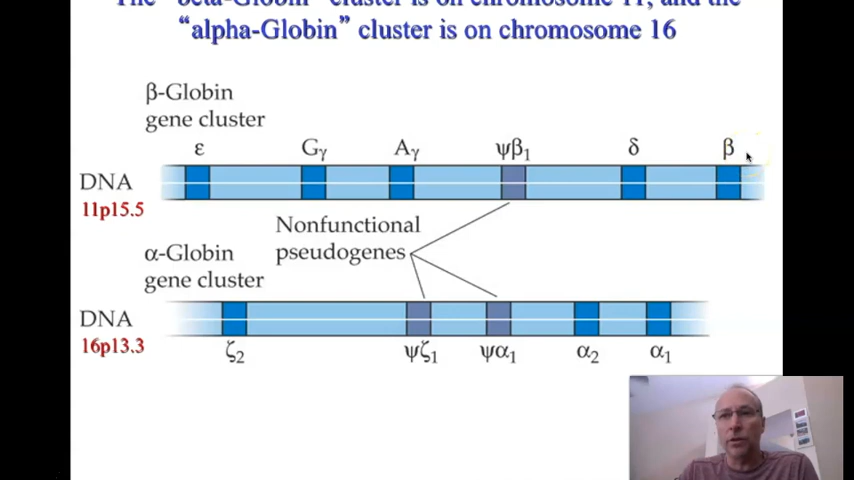 The “beta-Globin” cluster is on chromosome 11, and the
“alpha-Globin” cluster is on chromosome 16
β-Globin
gene cluster
ε Gγ Aγ ψβ1 δ β
DNA
11p15.5
Nonfunctional
pseudogenes
α-Globin
gene cluster
DNA
16p13.3
ζ2 ψζ1 ψα1 α2 α1